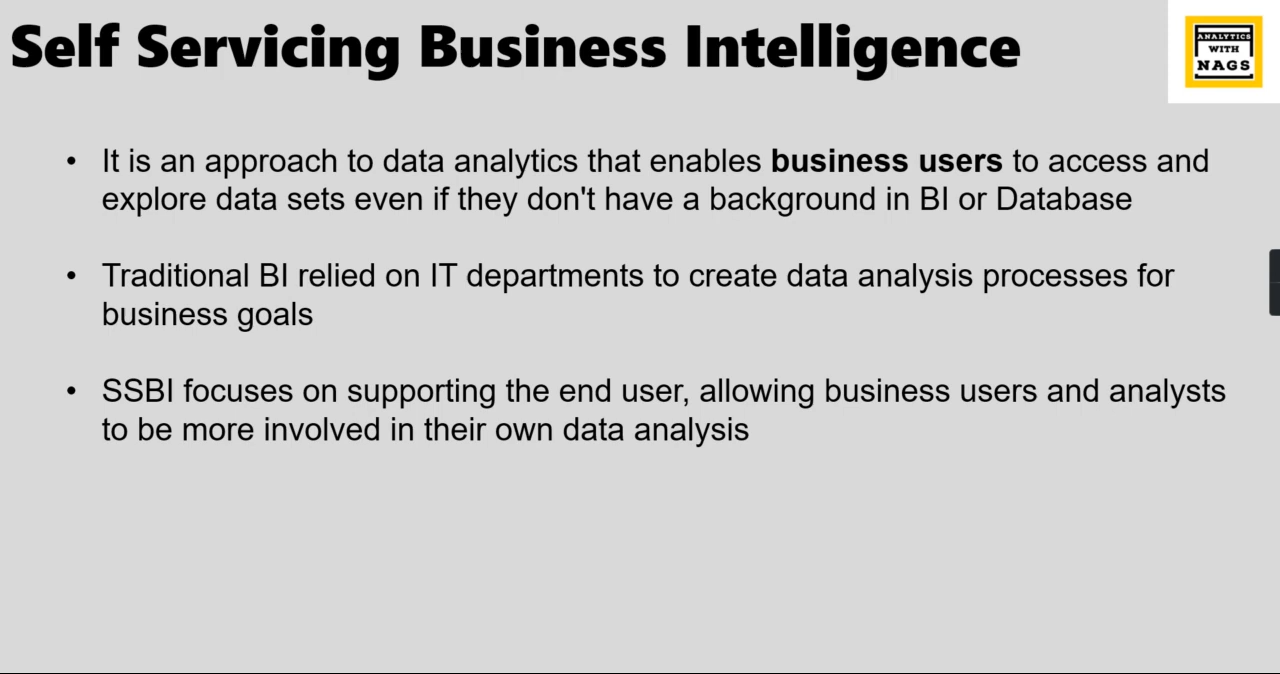 Self Servicing Business Intelligence
ANALYTICS
WITH
NAGS
• It is an approach to data analytics that enables business users to access and
explore data sets even if they don't have a background in BI or Database
• Traditional BI relied on IT departments to create data analysis processes for
business goals
• SSBI focuses on supporting the end user, allowing business users and analysts
to be more involved in their own data analysis